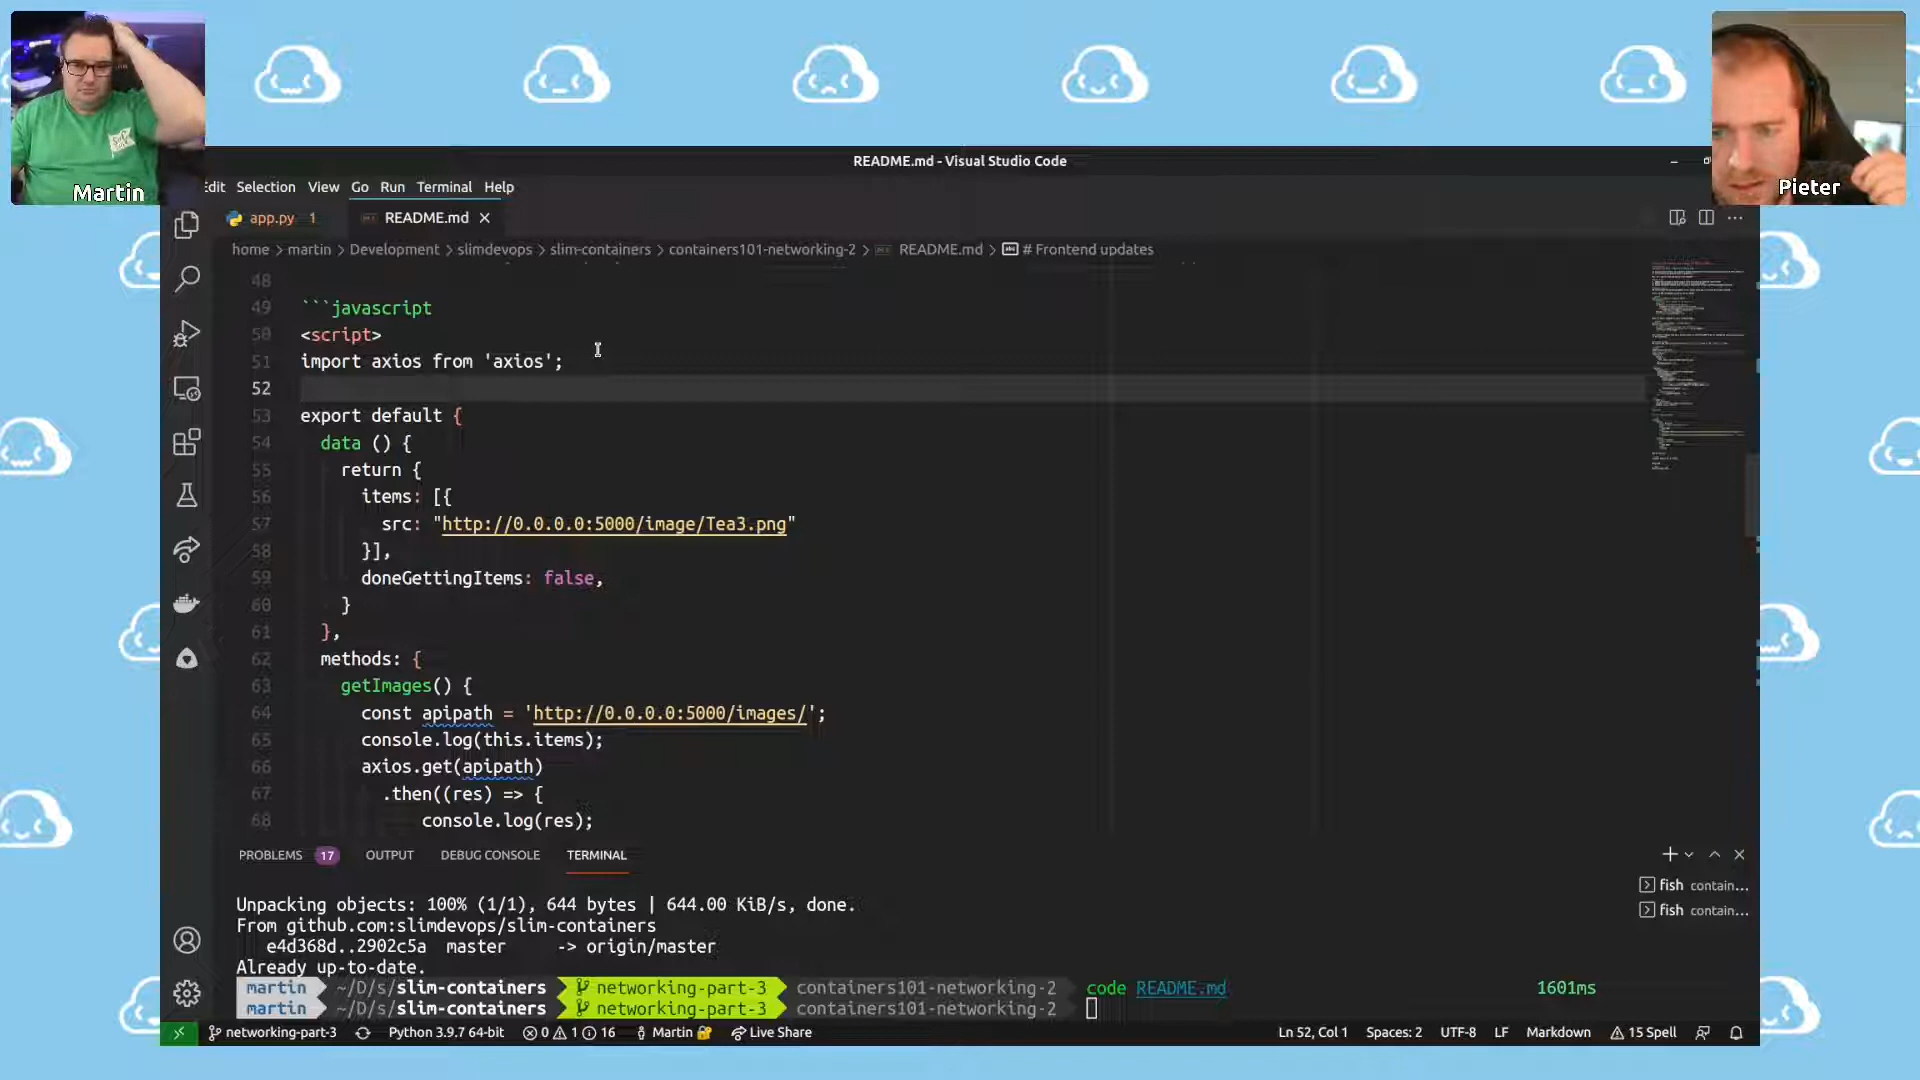 Martin
Pieter
README.md - Visual Studio Code
Edit Selection View Go Run Terminal Help
app.py 1 README.md
home > martin > Development > slimdevops > slim-containers > containers101-networking-2 > README.md > # Frontend updates
48
49 ```javascript
50 <script>
51 import axios from 'axios';
52
53 export default {
54 data () {
55 return {
56 items: [{
57 src: "http://0.0.0.0:5000/image/Tea3.png"
58 }],
59 doneGettingItems: false,
60 }
61 },
62 methods: {
63 getImages() {
64 const apipath = 'http://0.0.0.0:5000/images/';
65 console.log(this.items);
66 axios.get(apipath)
67 .then((res) => {
68 console.log(res);
PROBLEMS 17 OUTPUT DEBUG CONSOLE TERMINAL
fish contain...
fish contain...
Unpacking objects: 100% (1/1), 644 bytes | 644.00 KiB/s, done.
From github.com:slimdevops/slim-containers
e4d368d..2902c5a master -> origin/master
Already up-to-date.
martin ~/D/s/slim-containers networking-part-3 containers101-networking-2 code README.md 1601ms
martin ~/D/s/slim-containers networking-part-3 containers101-networking-2
networking-part-3 Python 3.9.7 64-bit 0 1 16 Martin Live Share Ln 52, Col 1 Spaces: 2 UTF-8 LF Markdown 15 Spell